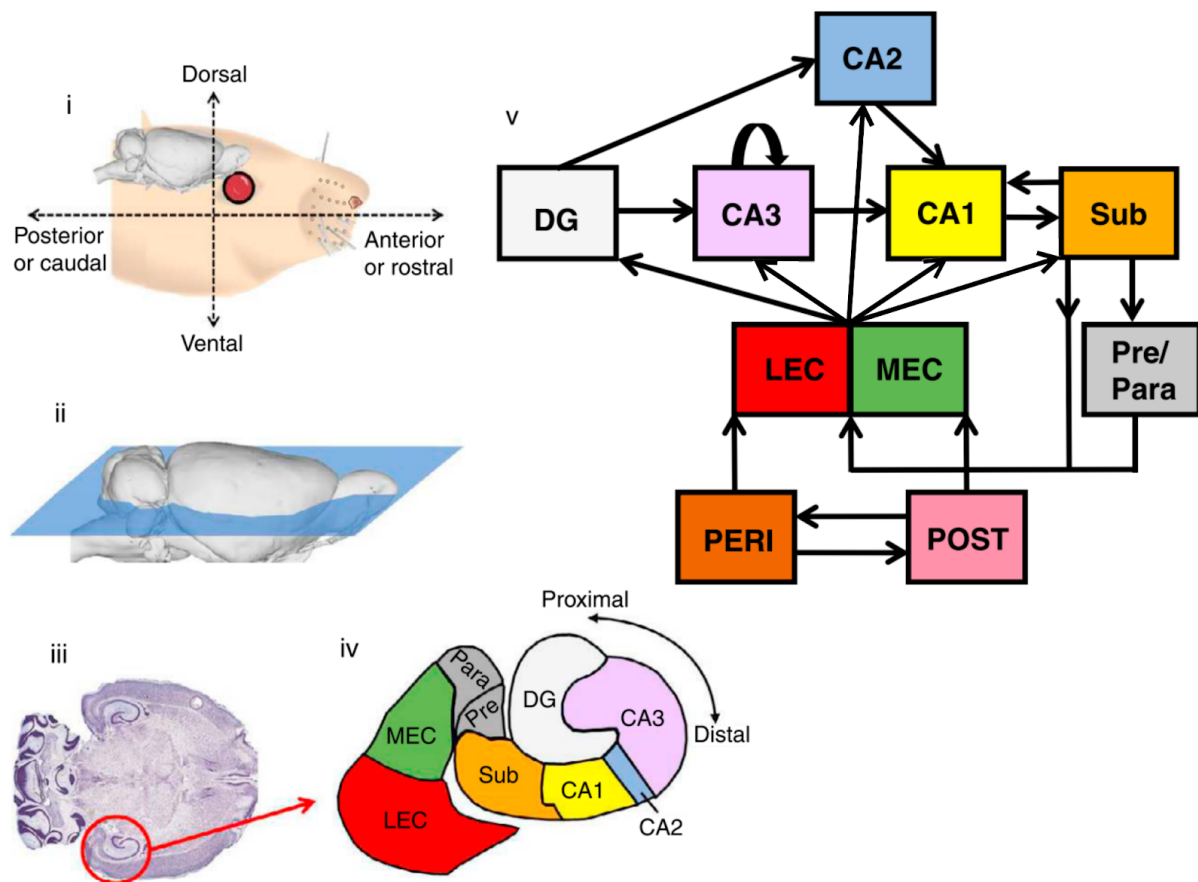 i
Dorsal
Posterior
or caudal
Anterior
or rostral
Vental
ii
iii
iv
Proximal
Distal
Para
Pre
MEC
LEC
Sub
DG
CA3
CA1
CA2
v
CA2
DG
CA3
CA1
Sub
LEC
MEC
Pre/
Para
PERI
POST